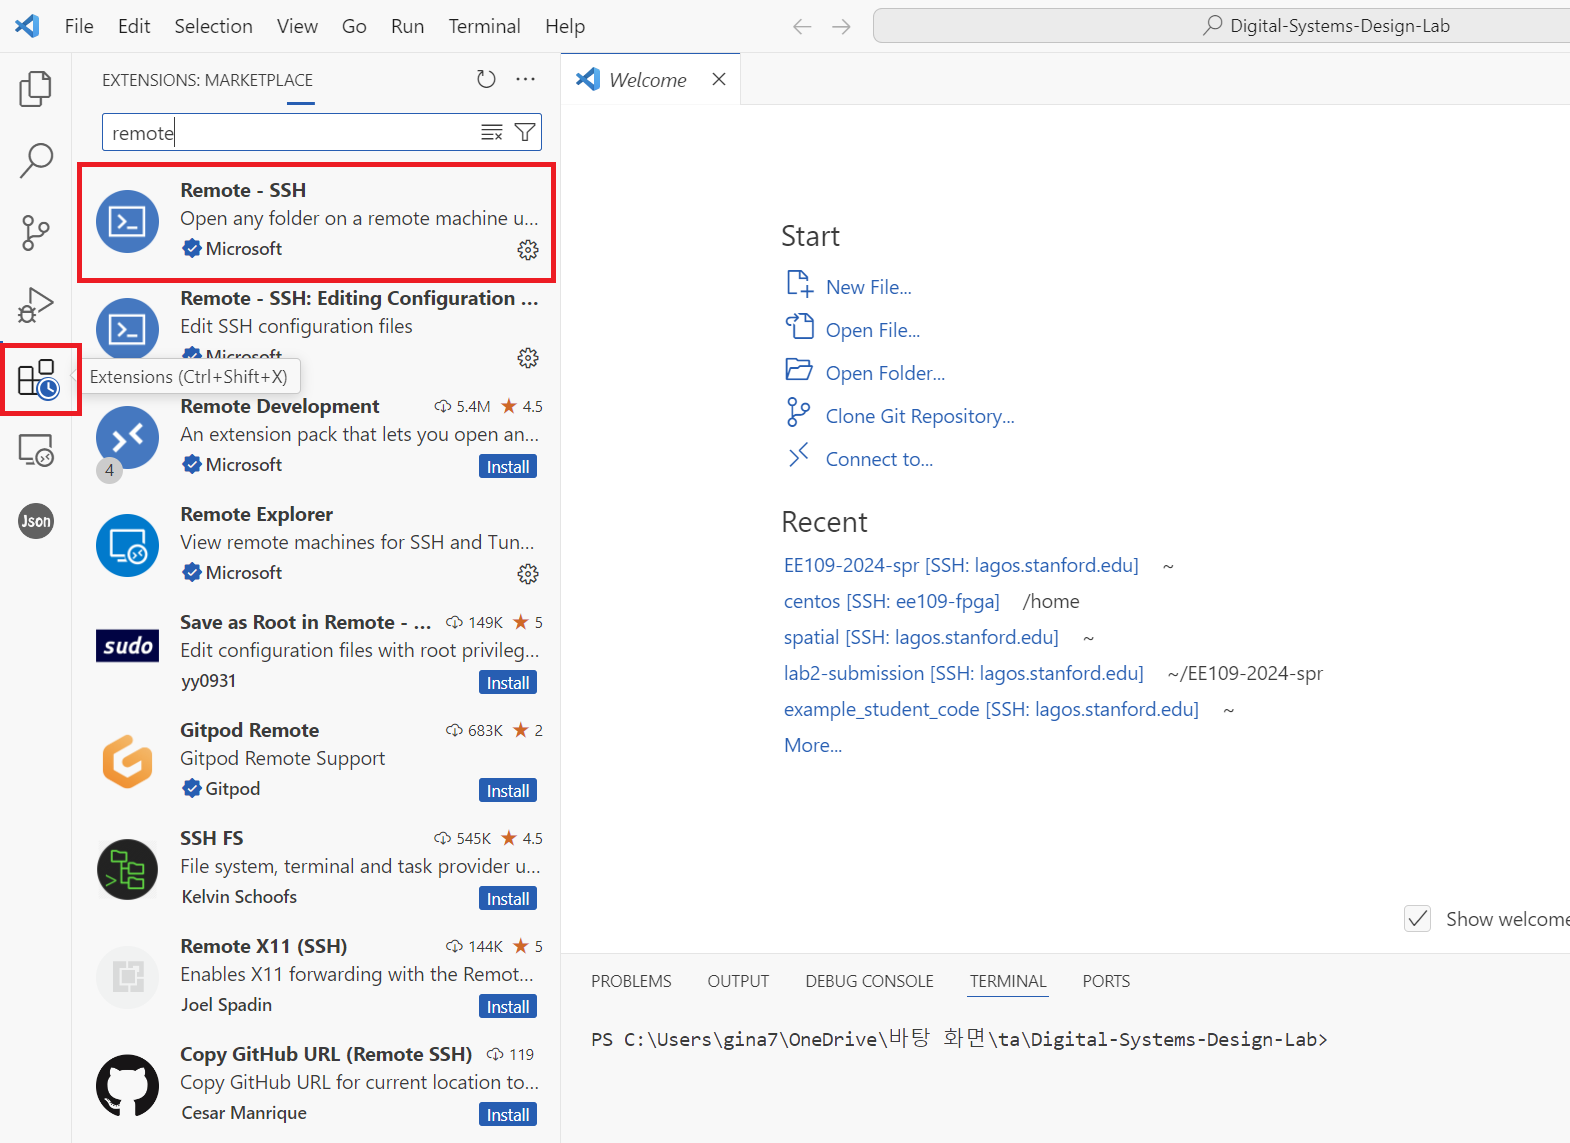 File Edit Selection View Go Run Terminal Help
Digital-Systems-Design-Lab
EXTENSIONS: MARKETPLACE
remote
Remote - SSH
Open any folder on a remote machine u...
Microsoft
Remote - SSH: Editing Configuration ...
Edit SSH configuration files
Microsoft
Extensions (Ctrl+Shift+X)
Remote Development 5.4M 4.5
An extension pack that lets you open an...
4
Microsoft
Install
Remote Explorer
View remote machines for SSH and Tun...
Microsoft
Json
Save as Root in Remote - ... 149K 5
sudo
Edit configuration files with root privileg...
yy0931
Install
Gitpod Remote 683K 2
Gitpod Remote Support
Gitpod
Install
SSH FS 545K 4.5
File system, terminal and task provider u...
Kelvin Schoofs
Install
Remote X11 (SSH) 144K 5
Enables X11 forwarding with the Remot...
Joel Spadin
Install
Copy GitHub URL (Remote SSH) 119
Copy GitHub URL for current location to...
Cesar Manrique
Install
Welcome
Start
New File...
Open File...
Open Folder...
Clone Git Repository...
Connect to...
Recent
EE109-2024-spr [SSH: lagos.stanford.edu] ~
centos [SSH: ee109-fpga] /home
spatial [SSH: lagos.stanford.edu] ~
lab2-submission [SSH: lagos.stanford.edu] ~/EE109-2024-spr
example_student_code [SSH: lagos.stanford.edu] ~
More...
Show welcome
PROBLEMS OUTPUT DEBUG CONSOLE TERMINAL PORTS
PS C:\Users\gina7\OneDrive\바탕 화면\ta\Digital-Systems-Design-Lab>